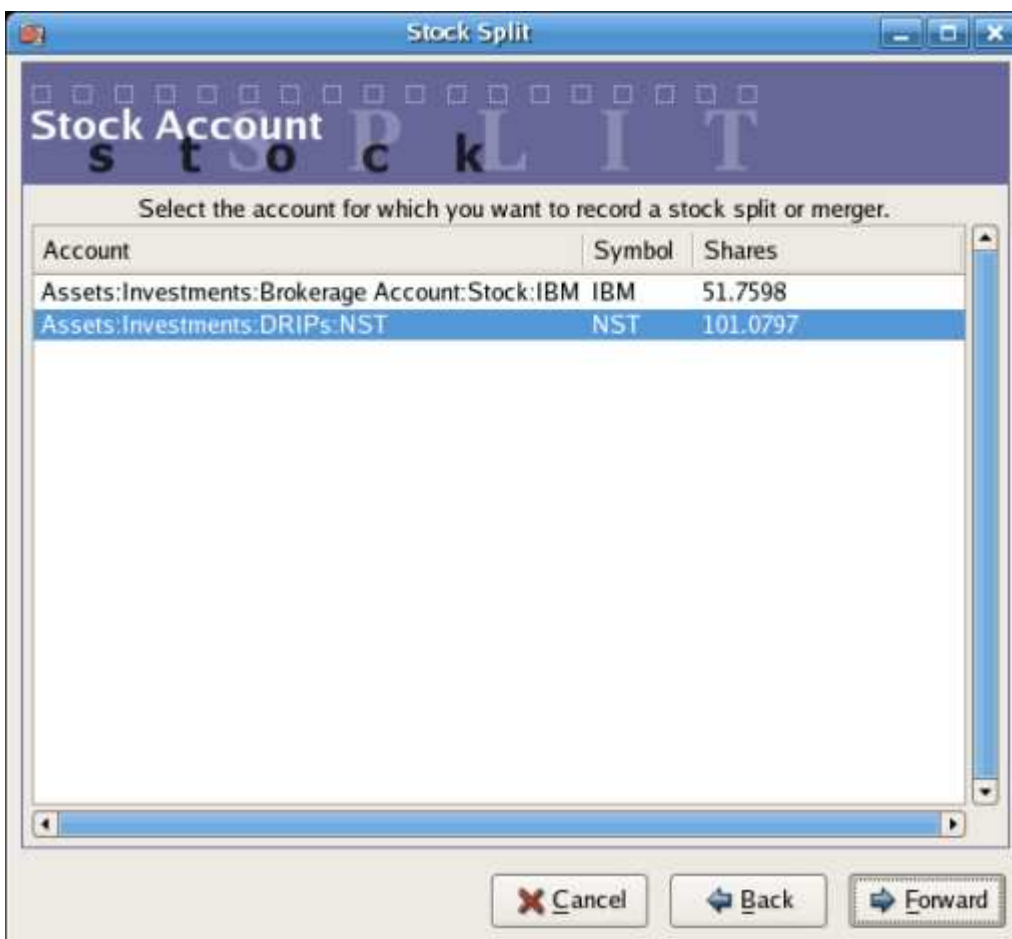 Stock Split
Stock Account
SPLIT
stock
Select the account for which you want to record a stock split or merger.
Account Symbol Shares
Assets:Investments:Brokerage Account:Stock:IBM IBM 51.7598
Assets:Investments:DRIPs:NST NST 101.0797
Cancel Back Forward